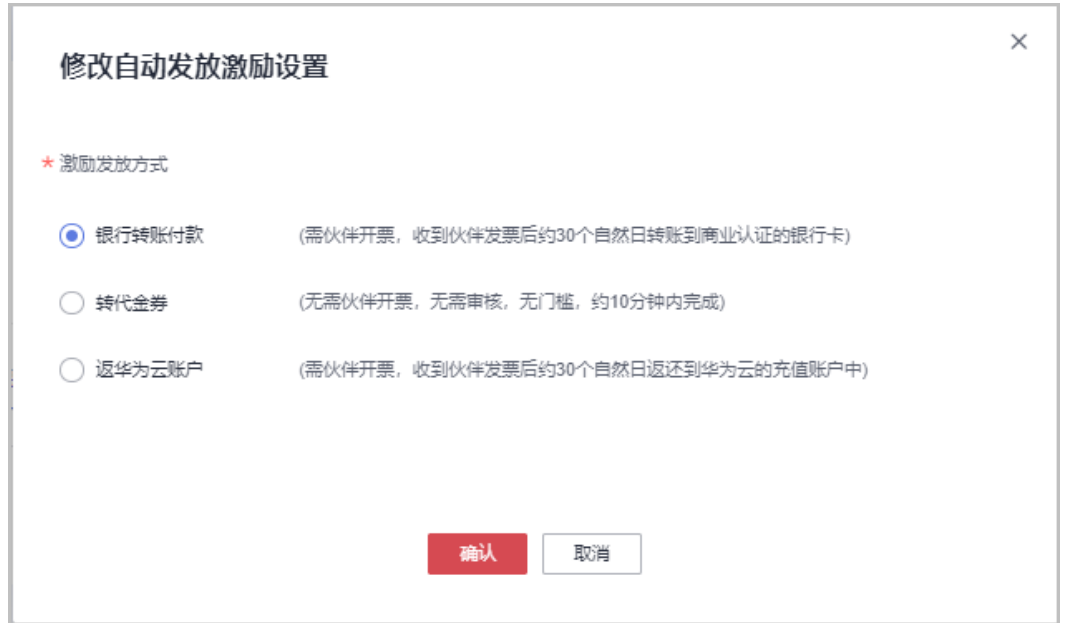 修改自动发放激励设置
* 激励发放方式
银行转账付款 (需伙伴开票，收到伙伴发票后约30个自然日转账到商业认证的银行卡)
转代金券 (无需伙伴开票，无需审核，无门槛，约10分钟内完成)
返华为云账户 (需伙伴开票，收到伙伴发票后约30个自然日返还到华为云的充值账户中)
确认 取消